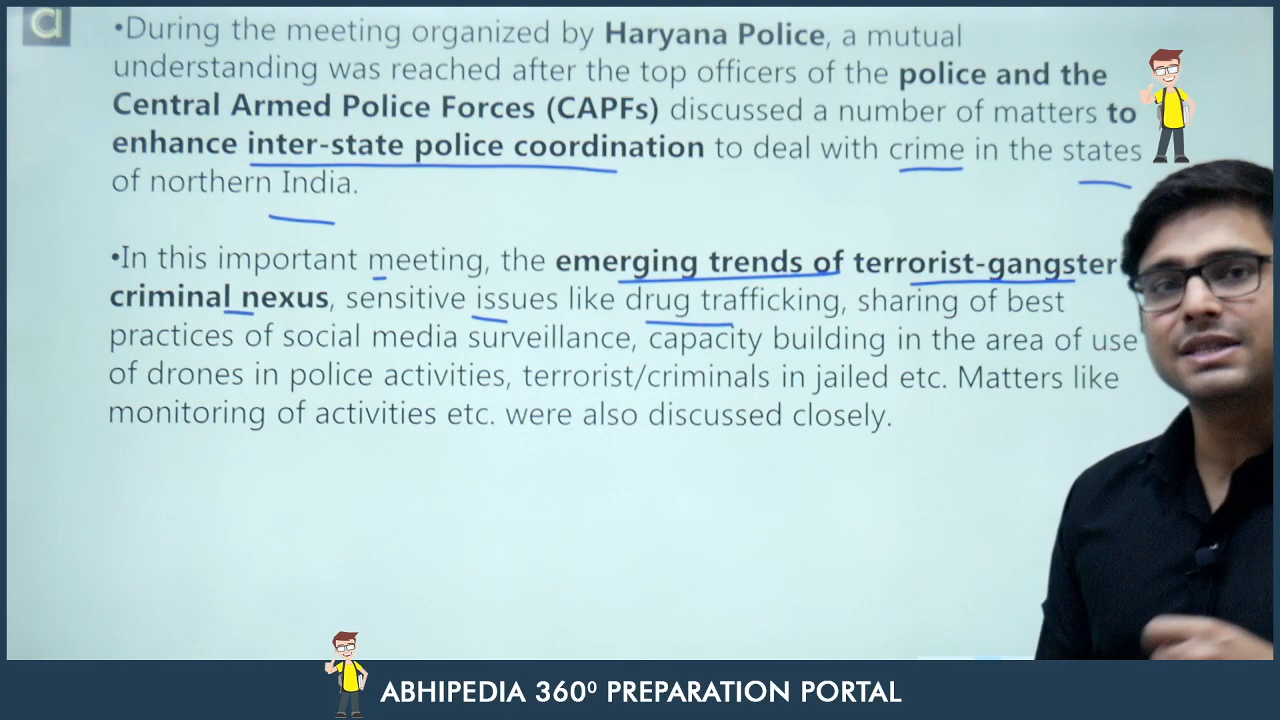 a
•During the meeting organized by Haryana Police, a mutual
understanding was reached after the top officers of the police and the
Central Armed Police Forces (CAPFs) discussed a number of matters to
enhance inter-state police coordination to deal with crime in the states
of northern India.
•In this important meeting, the emerging trends of terrorist-gangster
criminal nexus, sensitive issues like drug trafficking, sharing of best
practices of social media surveillance, capacity building in the area of use
of drones in police activities, terrorist/criminals in jailed etc. Matters like
monitoring of activities etc. were also discussed closely.
ABHIPEDIA 360⁰ PREPARATION PORTAL